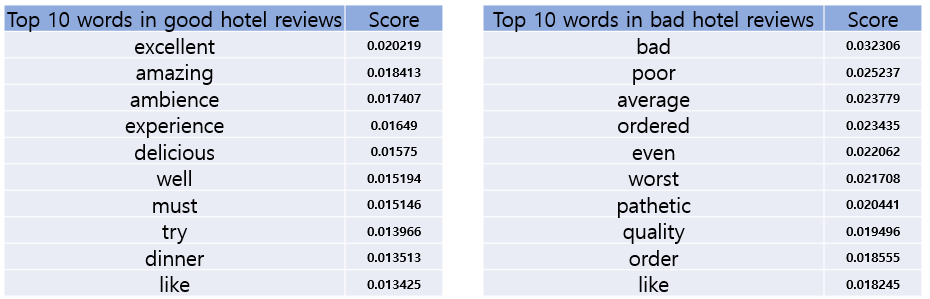 Top 10 words in good hotel reviews Score
excellent 0.020219
amazing 0.018413
ambience 0.017407
experience 0.01649
delicious 0.01575
well 0.015194
must 0.015146
try 0.013966
dinner 0.013513
like 0.013425
Top 10 words in bad hotel reviews Score
bad 0.032306
poor 0.025237
average 0.023779
ordered 0.023435
even 0.022062
worst 0.021708
pathetic 0.020441
quality 0.019496
order 0.018555
like 0.018245